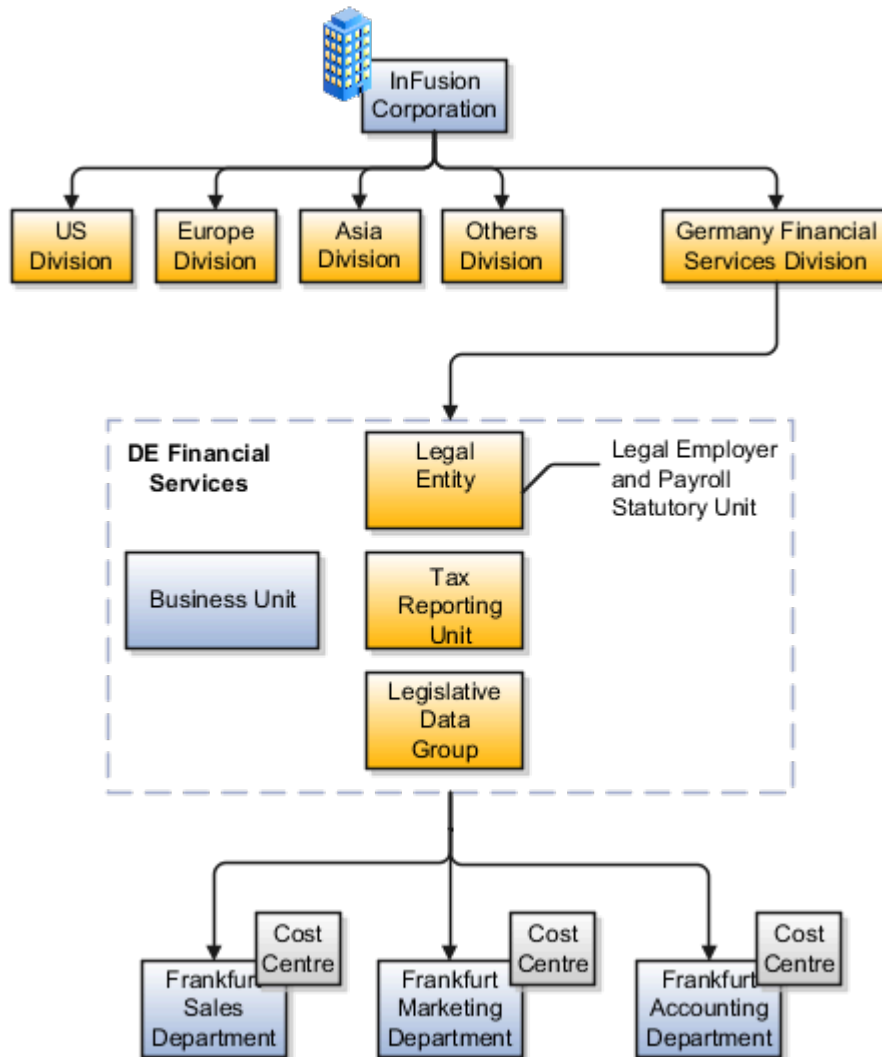 InFusion
Corporation
US
Division
Europe
Division
Asia
Division
Others
Division
Germany Financial
Services Division
DE Financial
Services
Legal
Entity
Legal Employer
and Payroll
Statutory Unit
Business Unit
Tax
Reporting
Unit
Legislative
Data
Group
Cost
Centre
Frankfurt
Sales
Department
Cost
Centre
Frankfurt
Marketing
Department
Cost
Centre
Frankfurt
Accounting
Department